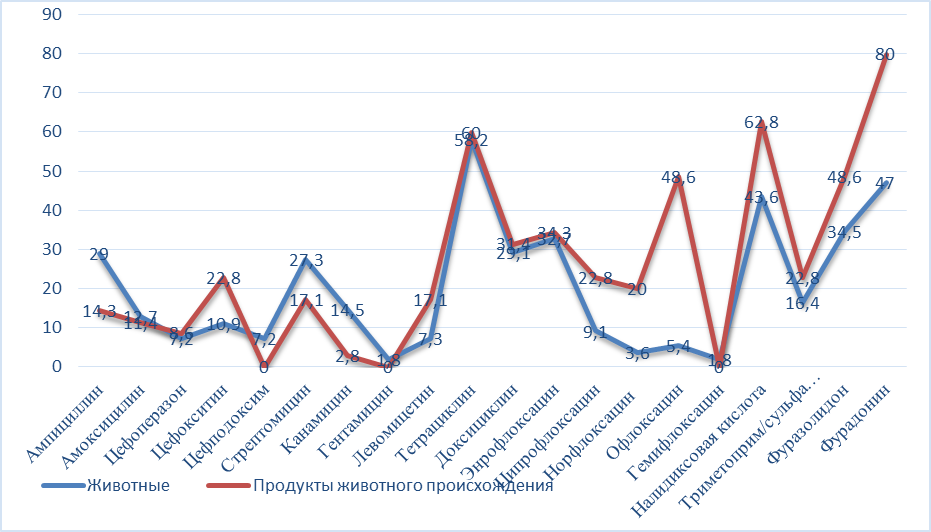 90
80
70
60
50
40
30
20
10
0
29
12,7
7,2
10,9
7,2
27,3
14,5
1,8
7,3
58,2
29,1
32,7
9,1
3,6
5,4
1,8
43,6
16,4
34,5
47
14,3
11,4
8,6
22,8
0
17,1
2,8
0
17,1
60
31,4
34,3
22,8
20
48,6
0
62,8
22,8
48,6
80
Ампициллин
Амоксицилин
Цефоперазон
Цефокситин
Цефподоксим
Стрептомицин
Канамицин
Гентамицин
Левомицетин
Тетрациклин
Доксициклин
Энрофлоксацин
Ципрофлоксацин
Норфлоксацин
Офлоксацин
Гемифлоксацин
Налидиксовая кислота
Триметоприм/сульфа…
Фуразолидон
Фурадонин
Животные
Продукты животного происхождения